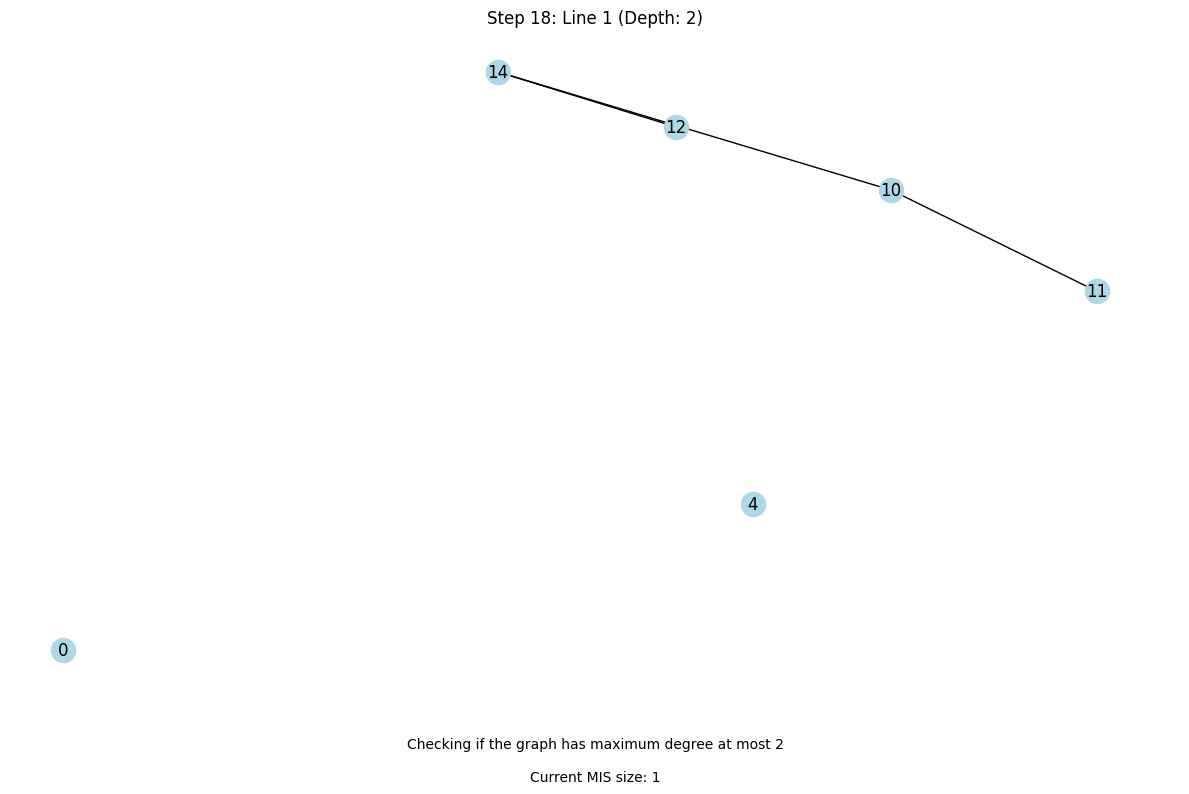 Step 18: Line 1 (Depth: 2)
14
12
10
11
4
0
Checking if the graph has maximum degree at most 2
Current MIS size: 1